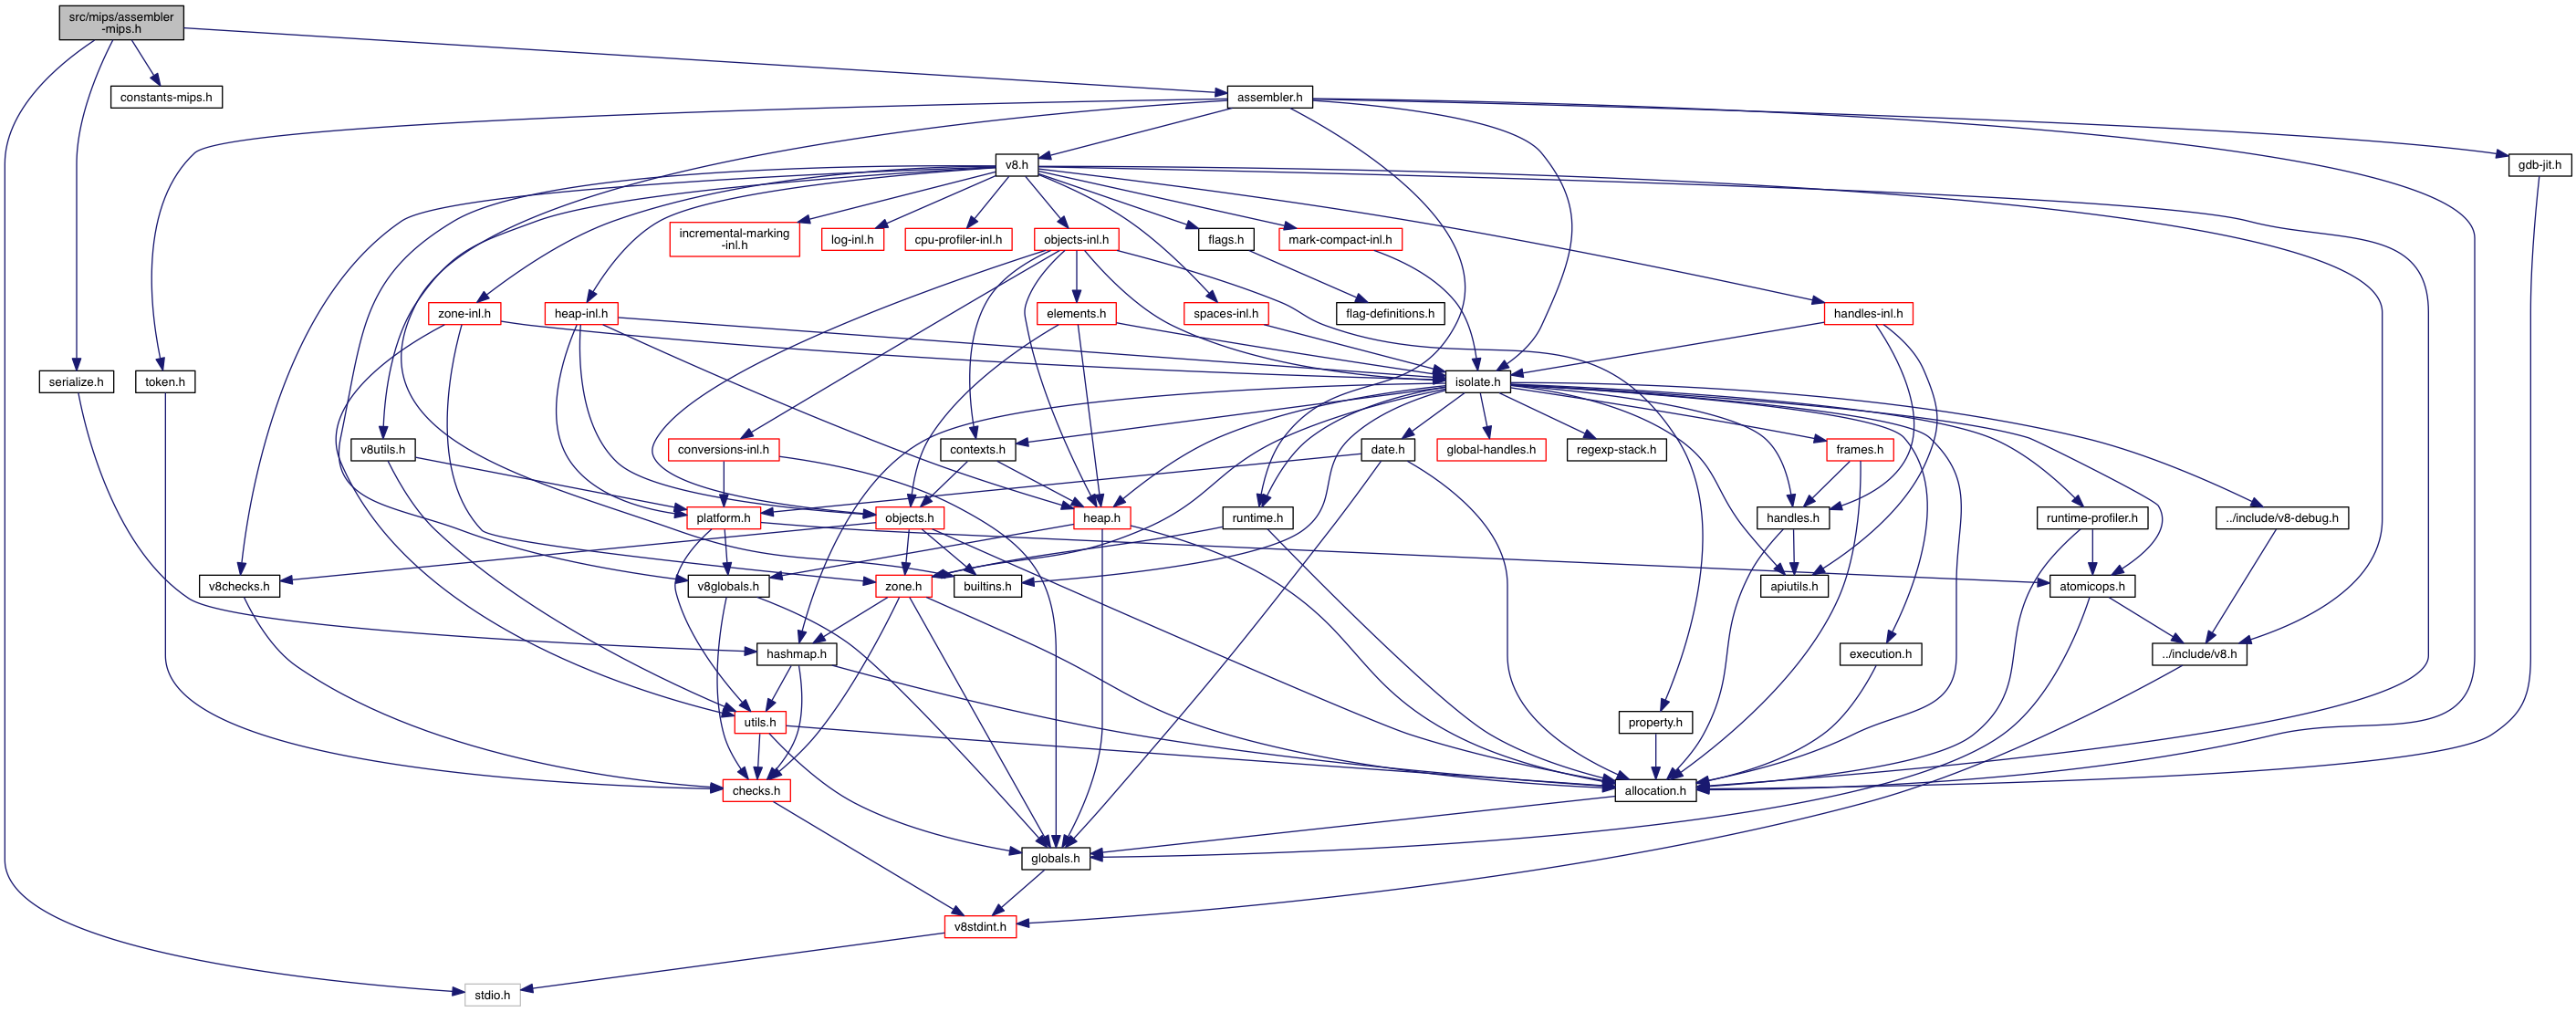 src/mips/assembler
-mips.h
constants-mips.h
assembler.h
v8.h
gdb-jit.h
incremental-marking
-inl.h
log-inl.h
cpu-profiler-inl.h
objects-inl.h
flags.h
mark-compact-inl.h
zone-inl.h
heap-inl.h
elements.h
spaces-inl.h
flag-definitions.h
handles-inl.h
serialize.h
token.h
isolate.h
v8utils.h
conversions-inl.h
contexts.h
date.h
global-handles.h
regexp-stack.h
frames.h
platform.h
objects.h
heap.h
runtime.h
handles.h
runtime-profiler.h
../include/v8-debug.h
v8checks.h
v8globals.h
zone.h
builtins.h
apiutils.h
atomicops.h
hashmap.h
execution.h
../include/v8.h
utils.h
property.h
checks.h
allocation.h
globals.h
v8stdint.h
stdio.h